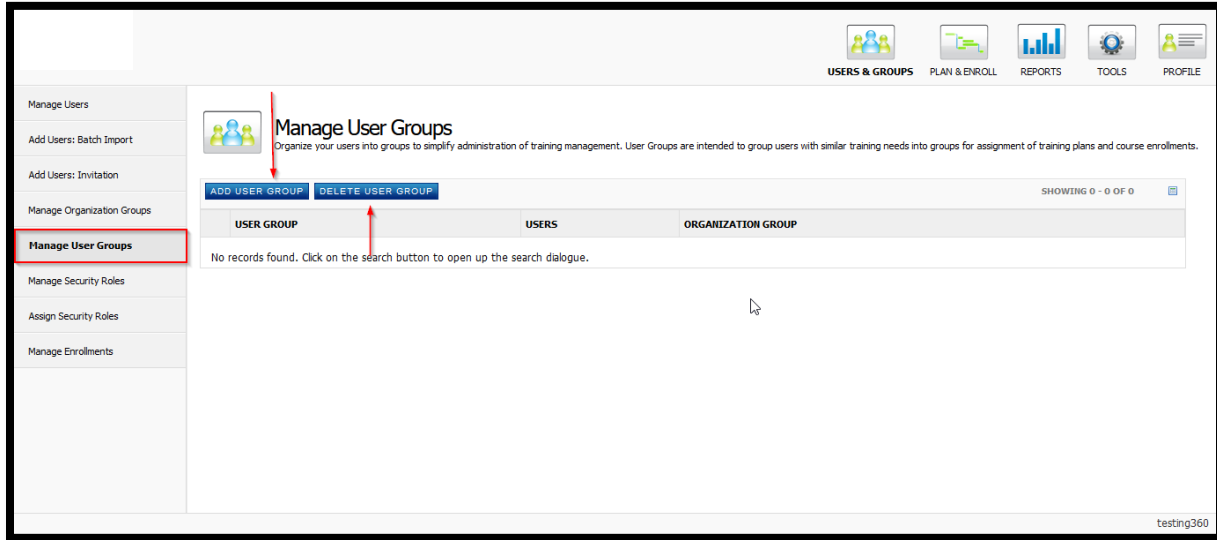 USERS & GROUPS PLAN & ENROLL REPORTS TOOLS PROFILE
Manage Users
Add Users: Batch Import
Add Users: Invitation
Manage Organization Groups
Manage User Groups
Manage Security Roles
Assign Security Roles
Manage Enrollments
Manage User Groups
Organize your users into groups to simplify administration of training management. User Groups are intended to group users with similar training needs into groups for assignment of training plans and course enrollments.
ADD USER GROUP DELETE USER GROUP SHOWING 0 - 0 OF 0
USER GROUP USERS ORGANIZATION GROUP
No records found. Click on the search button to open up the search dialogue.
testing360